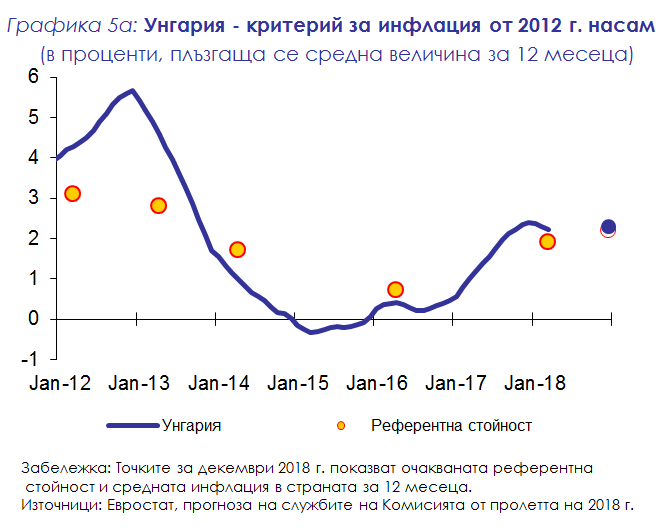 Графика 5а: Унгария - критерий за инфлация от 2012 г. насам
(в проценти, плъзгаща се средна величина за 12 месеца)
6
5
4
3
2
1
0
-1
Jan-12 Jan-13 Jan-14 Jan-15 Jan-16 Jan-17 Jan-18
Унгария Референтна стойност
Забележка: Точките за декември 2018 г. показват очакваната референтна
стойност и средната инфлация в страната за 12 месеца.
Източници: Евростат, прогноза на службите на Комисията от пролетта на 2018 г.